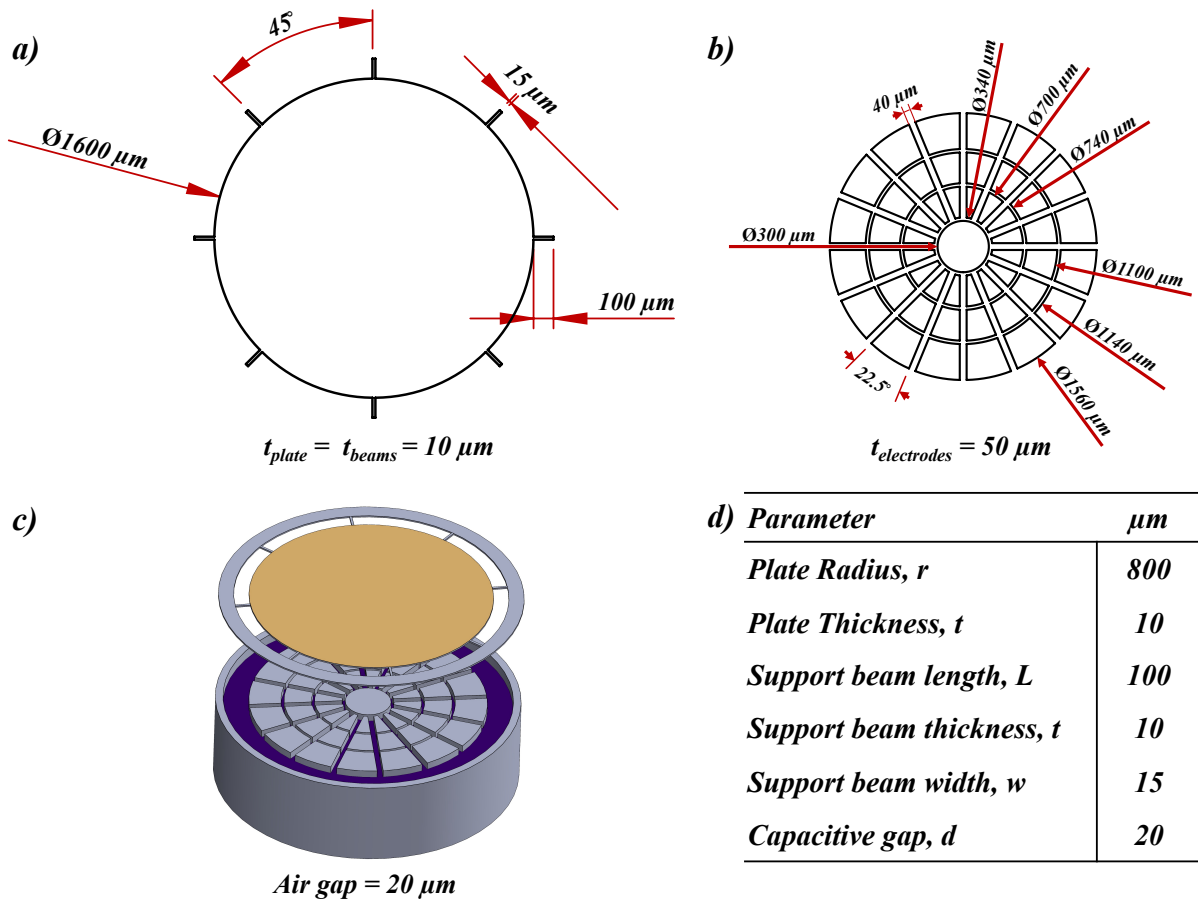 a)
45°
15 µm
Ø1600 µm
100 µm
t_plate = t_beams = 10 µm
b)
40 µm
Ø340 µm
Ø700 µm
Ø740 µm
Ø300 µm
Ø1100 µm
Ø1140 µm
22.5°
Ø1560 µm
t_electrodes = 50 µm
c)
Air gap = 20 µm
d)
Parameter µm
Plate Radius, r 800
Plate Thickness, t 10
Support beam length, L 100
Support beam thickness, t 10
Support beam width, w 15
Capacitive gap, d 20